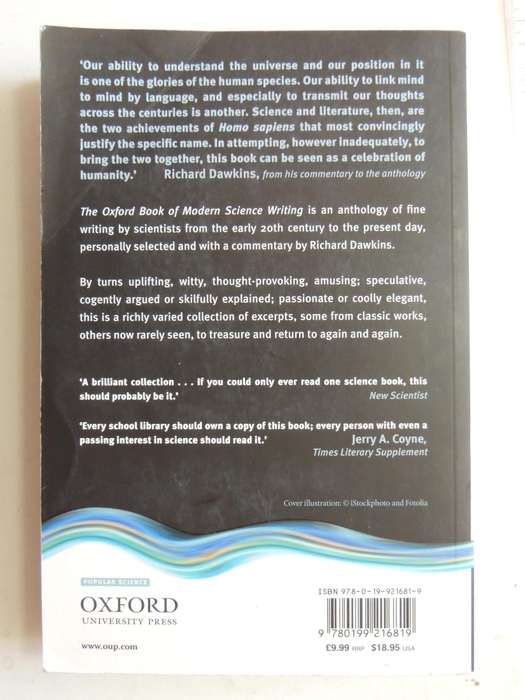 'Our ability to understand the universe and our position in it
is one of the glories of the human species. Our ability to link mind
to mind by language, and especially to transmit our thoughts
across the centuries is another. Science and literature, then, are
the two achievements of Homo sapiens that most convincingly
justify the specific name. In attempting, however inadequately, to
bring the two together, this book can be seen as a celebration of
humanity.' Richard Dawkins, from his commentary to the anthology
The Oxford Book of Modern Science Writing is an anthology of fine
writing by scientists from the early 20th century to the present day,
personally selected and with a commentary by Richard Dawkins.
By turns uplifting, witty, thought-provoking, amusing; speculative,
cogently argued or skilfully explained; passionate or coolly elegant,
this is a richly varied collection of excerpts, some from classic works,
others now rarely seen, to treasure and return to again and again.
'A brilliant collection . . . If you could only ever read one science book, this
should probably be it.' New Scientist
'Every school library should own a copy of this book; every person with even a
passing interest in science should read it.' Jerry A. Coyne,
Times Literary Supplement
Cover illustration: © iStockphoto and Fotolia
POPULAR SCIENCE
OXFORD
UNIVERSITY PRESS
www.oup.com
ISBN 978-0-19-921681-9
9 780199 216819
£9.99 RRP $18.95 USA